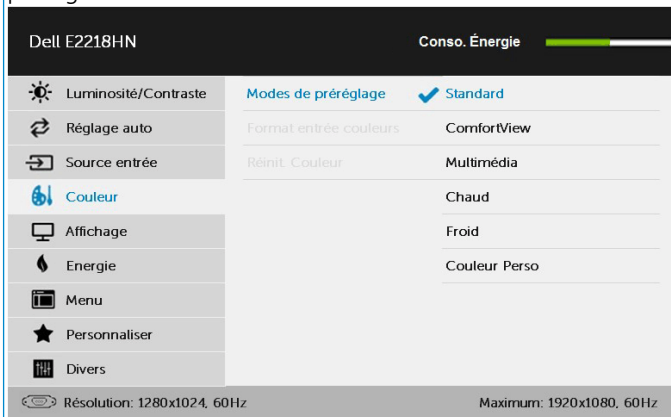 Dell E2218HN Conso. Énergie
Luminosité/Contraste Modes de préréglage Standard
Réglage auto Format entrée couleurs ComfortView
Source entrée Réinit. Couleur Multimédia
Couleur Chaud
Affichage Froid
Energie Couleur Perso
Menu
Personnaliser
Divers
Résolution: 1280x1024, 60Hz Maximum: 1920x1080, 60Hz